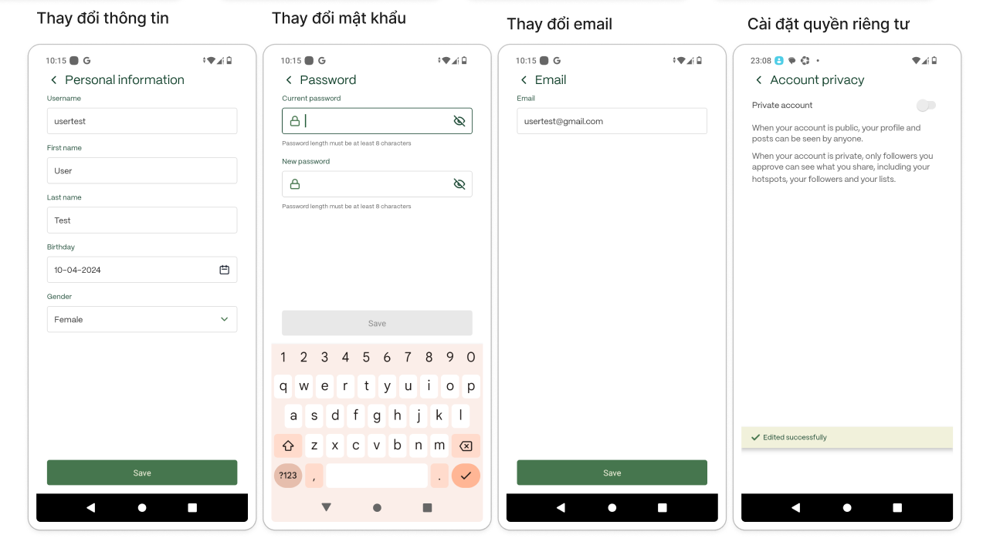 Thay đổi thông tin
10:15 G
Personal information
Username
usertest
First name
User
Last name
Test
Birthday
10-04-2024
Gender
Female
Save
Thay đổi mật khẩu
10:15 G
Password
Current password
Password length must be at least 8 characters
New password
Password length must be at least 8 characters
Save
1 2 3 4 5 6 7 8 9 0
q w e r t y u i o p
a s d f g h j k l
z x c v b n m
?123 , .
Thay đổi email
10:15 G
Email
Email
usertest@gmail.com
Save
Cài đặt quyền riêng tư
23:08
Account privacy
Private account
When your account is public, your profile and
posts can be seen by anyone.
When your account is private, only followers you
approve can see what you share, including your
hotspots, your followers and your lists.
Edited successfully